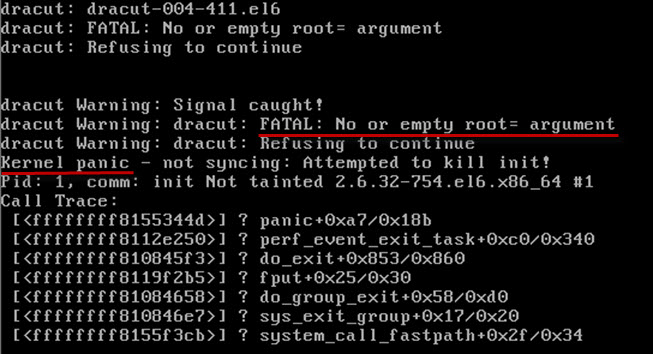 dracut: dracut-004-411.el6
dracut: FATAL: No or empty root= argument
dracut: Refusing to continue
dracut Warning: Signal caught!
dracut Warning: dracut: FATAL: No or empty root= argument
dracut Warning: dracut: Refusing to continue
Kernel panic - not syncing: Attempted to kill init!
Pid: 1, comm: init Not tainted 2.6.32-754.el6.x86_64 #1
Call Trace:
[<ffffffff8155344d>] ? panic+0xa7/0x18b
[<ffffffff8112e250>] ? perf_event_exit_task+0xc0/0x340
[<ffffffff810845f3>] ? do_exit+0x853/0x860
[<ffffffff8119f2b5>] ? fput+0x25/0x30
[<ffffffff81084658>] ? do_group_exit+0x58/0xd0
[<ffffffff810846e7>] ? sys_exit_group+0x17/0x20
[<ffffffff8155f3cb>] ? system_call_fastpath+0x2f/0x34